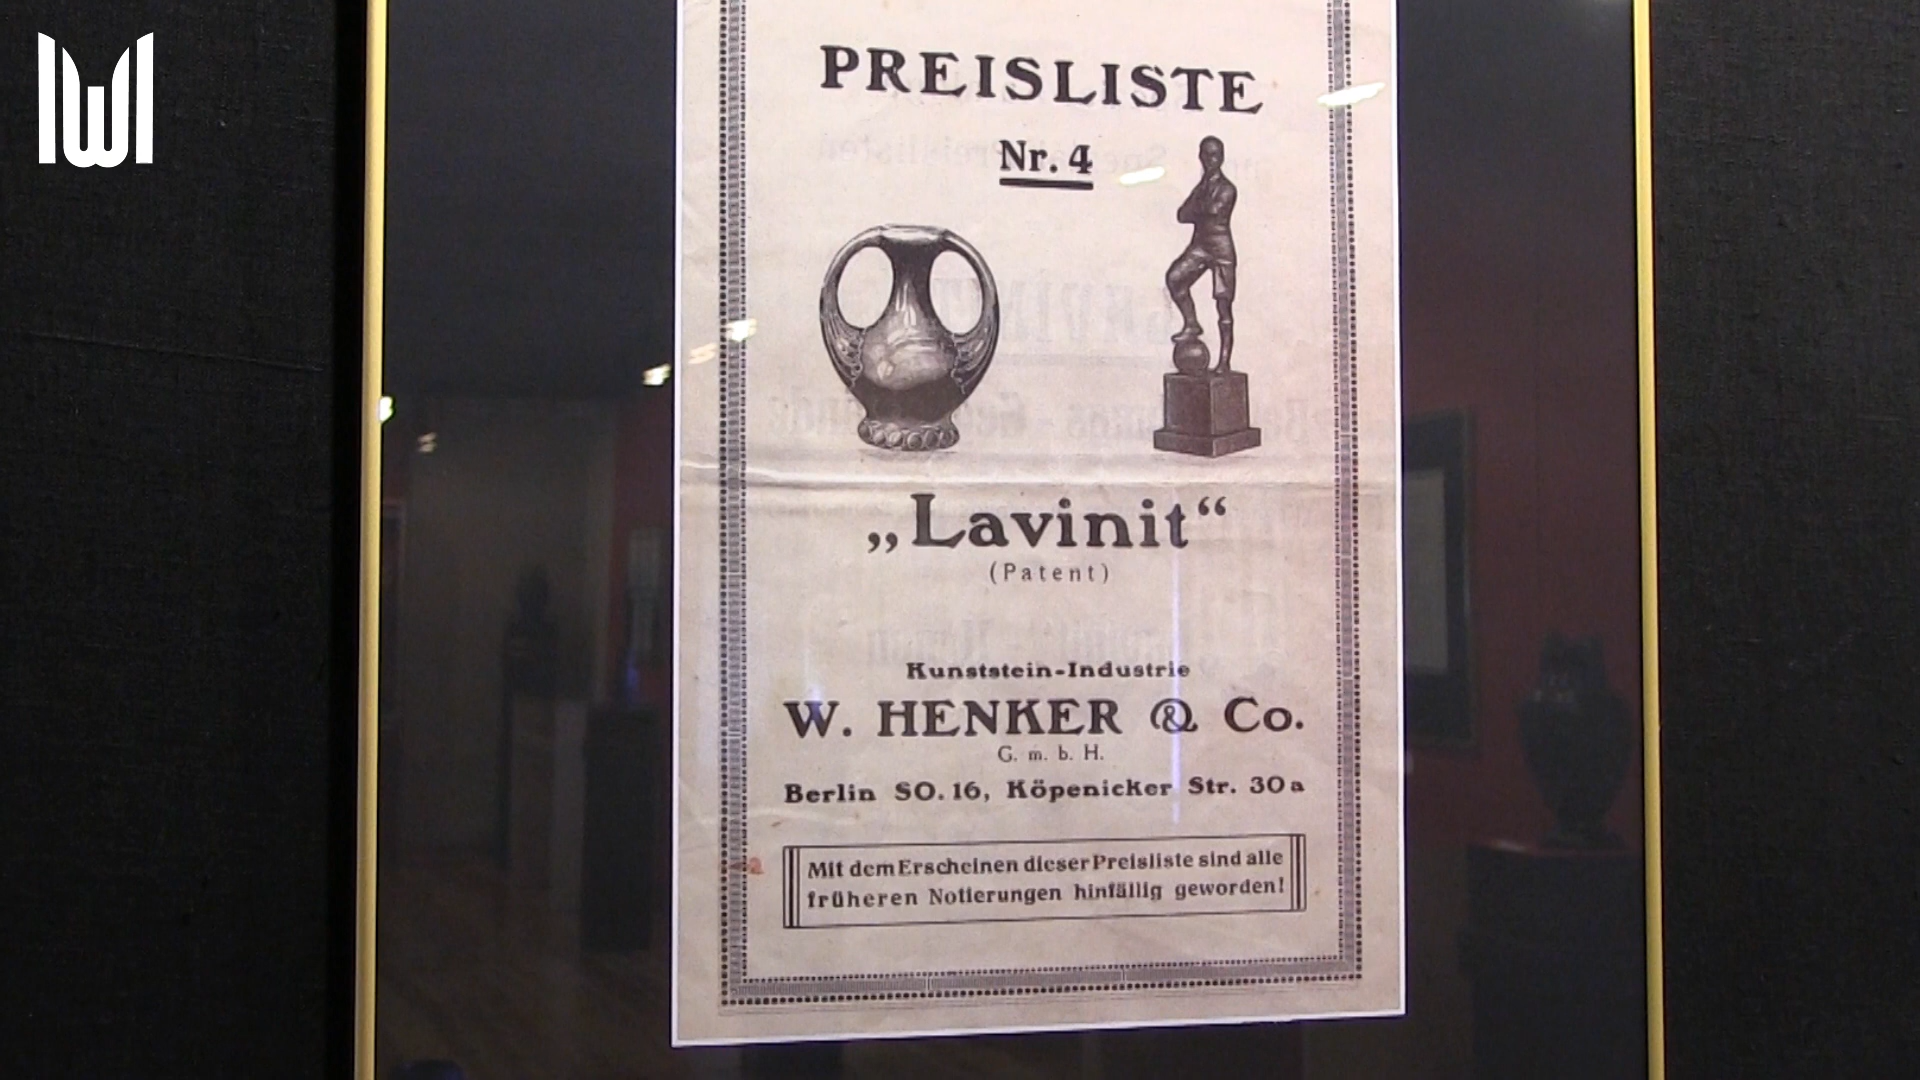 PREISLISTE
Nr. 4
„Lavinit“
(Patent)
Kunststein-Industrie
W. HENKER & Co.
G. m. b. H.
Berlin SO. 16, Köpenicker Str. 30a
Mit dem Erscheinen dieser Preisliste sind alle
früheren Notierungen hinfällig geworden!